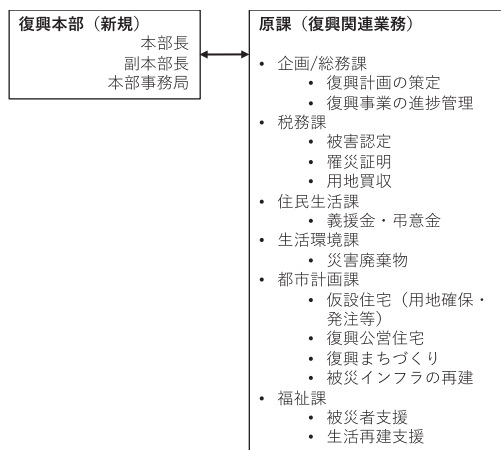 復興本部（新規）
本部長
副本部長
本部事務局
原課（復興関連業務）
• 企画/総務課
• 復興計画の策定
• 復興事業の進捗管理
• 税務課
• 被害認定
• 罹災証明
• 用地買収
• 住民生活課
• 義援金・弔意金
• 生活環境課
• 災害廃棄物
• 都市計画課
• 仮設住宅（用地確保・
発注等）
• 復興公営住宅
• 復興まちづくり
• 被災インフラの再建
• 福祉課
• 被災者支援
• 生活再建支援